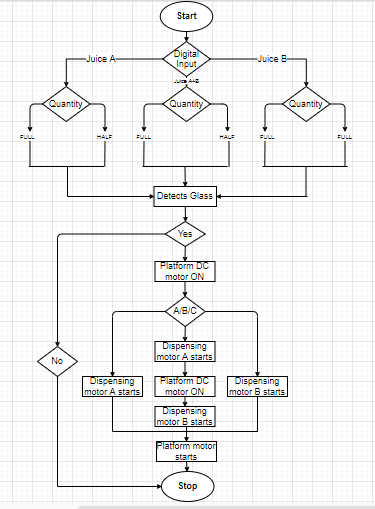 Start
Digital
Input
Juice A
Juice A+B
Juice B
Quantity
Quantity
Quantity
FULL
HALF
FULL
HALF
FULL
FULL
Detects Glass
Yes
Platform DC
motor ON
A/B/C
No
Dispensing
motor A starts
Dispensing
motor A starts
Platform DC
motor ON
Dispensing
motor B starts
Dispensing
motor B starts
Platform motor
starts
Stop